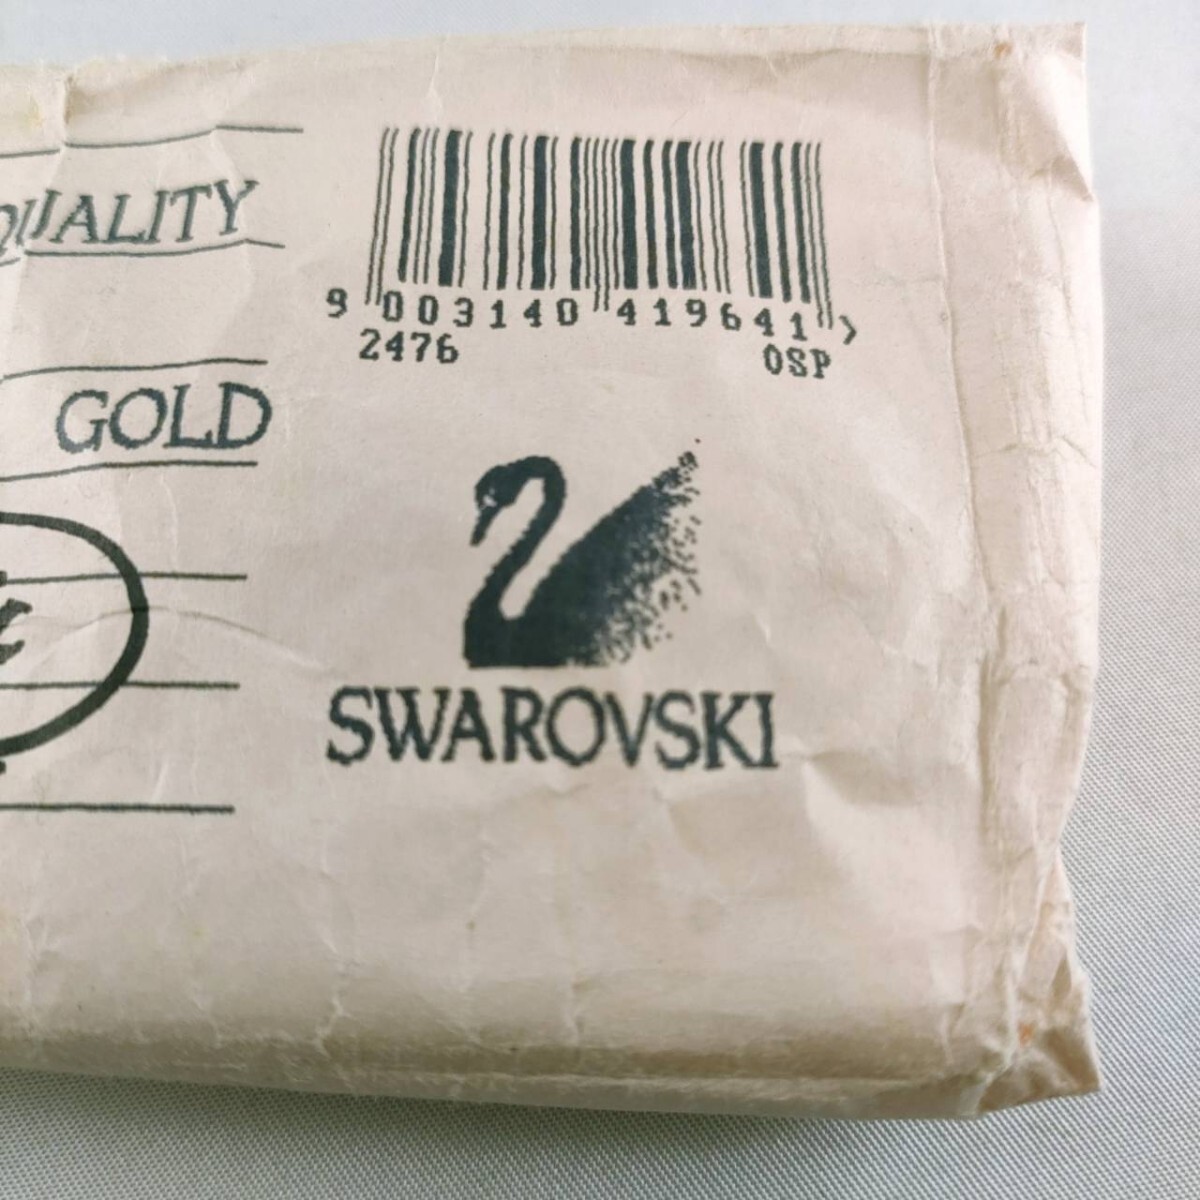 QUALITY
GOLD
9 003140 419641 >
2476 OSP
SWAROVSKI